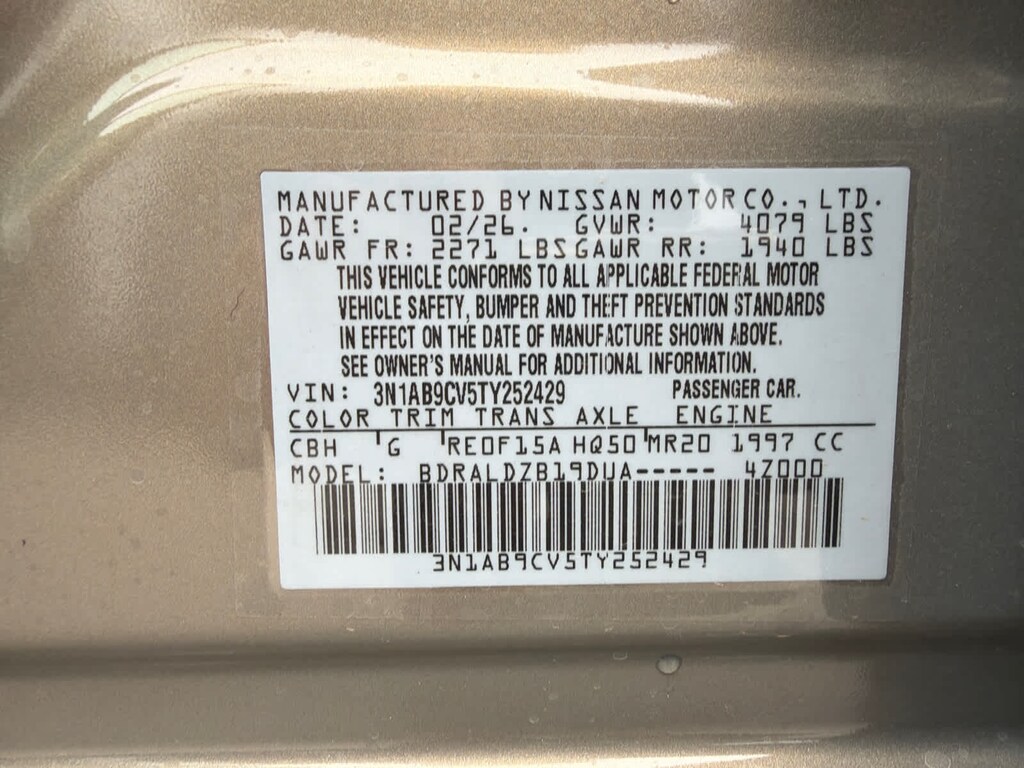 MANUFACTURED BY NISSAN MOTOR CO., LTD.
DATE: 02/26. GVWR: 4079 LBS
GAWR FR: 2271 LBS GAWR RR: 1940 LBS
THIS VEHICLE CONFORMS TO ALL APPLICABLE FEDERAL MOTOR
VEHICLE SAFETY, BUMPER AND THEFT PREVENTION STANDARDS
IN EFFECT ON THE DATE OF MANUFACTURE SHOWN ABOVE.
SEE OWNER'S MANUAL FOR ADDITIONAL INFORMATION.
VIN: 3N1AB9CV5TY252429 PASSENGER CAR.
COLOR TRIM TRANS AXLE ENGINE
CBH G RE0F15A HQ50 MR20 1997 CC
MODEL: BDRALDZB19DUA----- 4Z000
3N1AB9CV5TY252429